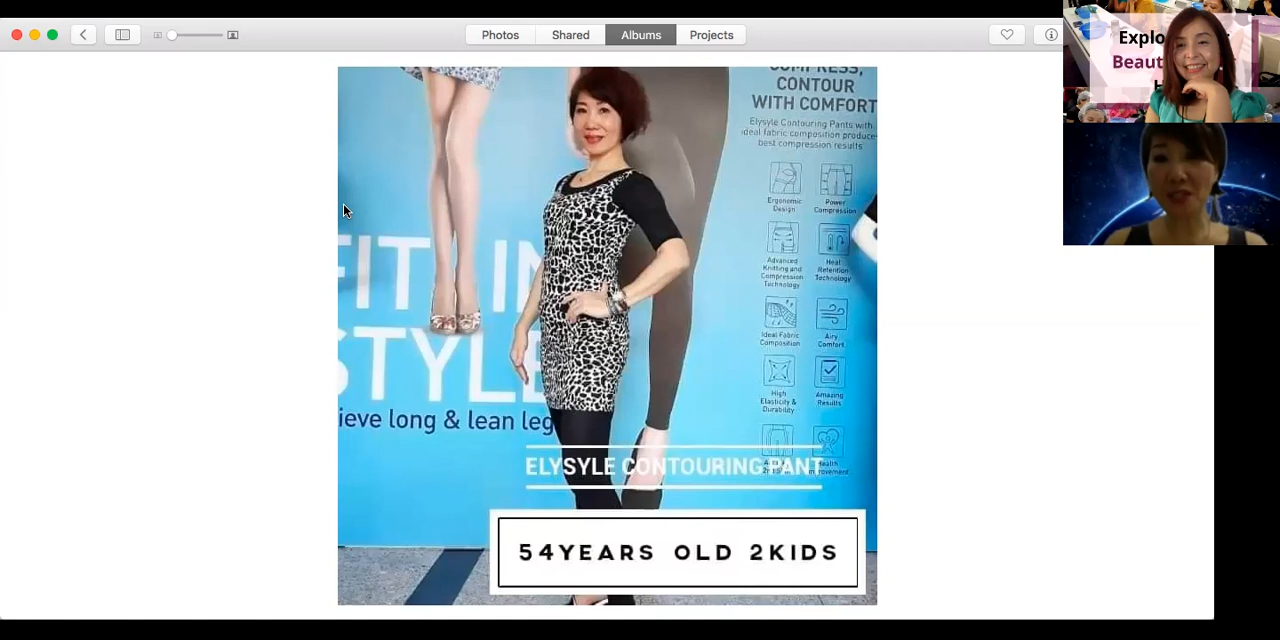 Photos
Shared
Albums
Projects
COMPRESS,
CONTOUR
WITH COMFORT
Elysyle Contouring Pants with
ideal fabric composition produce
best compression results
Ergonomic
Design
Power
Compression
Advanced
Knitting and
Compression
Technology
Heat
Retention
Technology
Ideal Fabric
Composition
Airy
Comfort
High
Elasticity &
Durability
Amazing
Results
Health
FIT IN
STYLE
ieve long & lean leg
ELYSYLE CONTOURING PANT
54YEARS OLD 2KIDS
Explo
Beaut